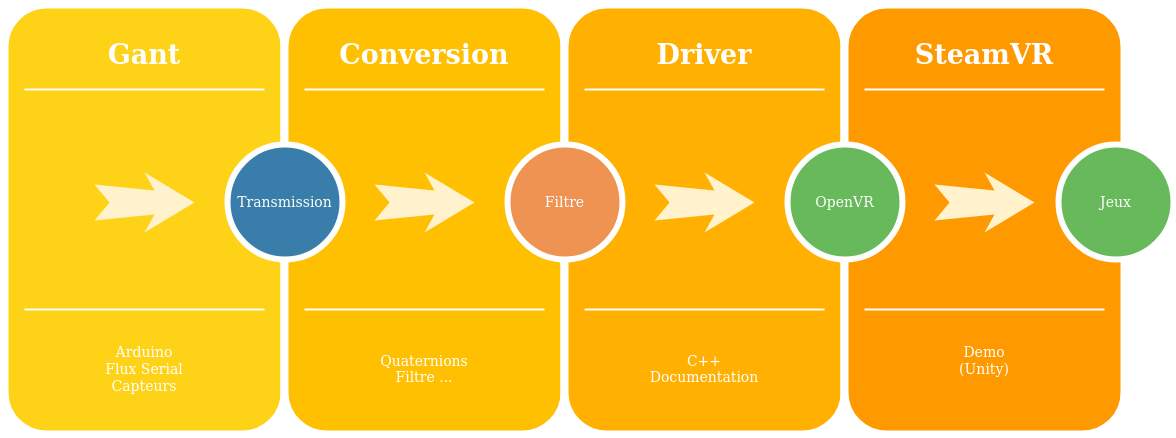 Gant
Conversion
Driver
SteamVR
Transmission
Filtre
OpenVR
Jeux
Arduino
Flux Serial
Capteurs
Quaternions
Filtre ...
C++
Documentation
Demo
(Unity)